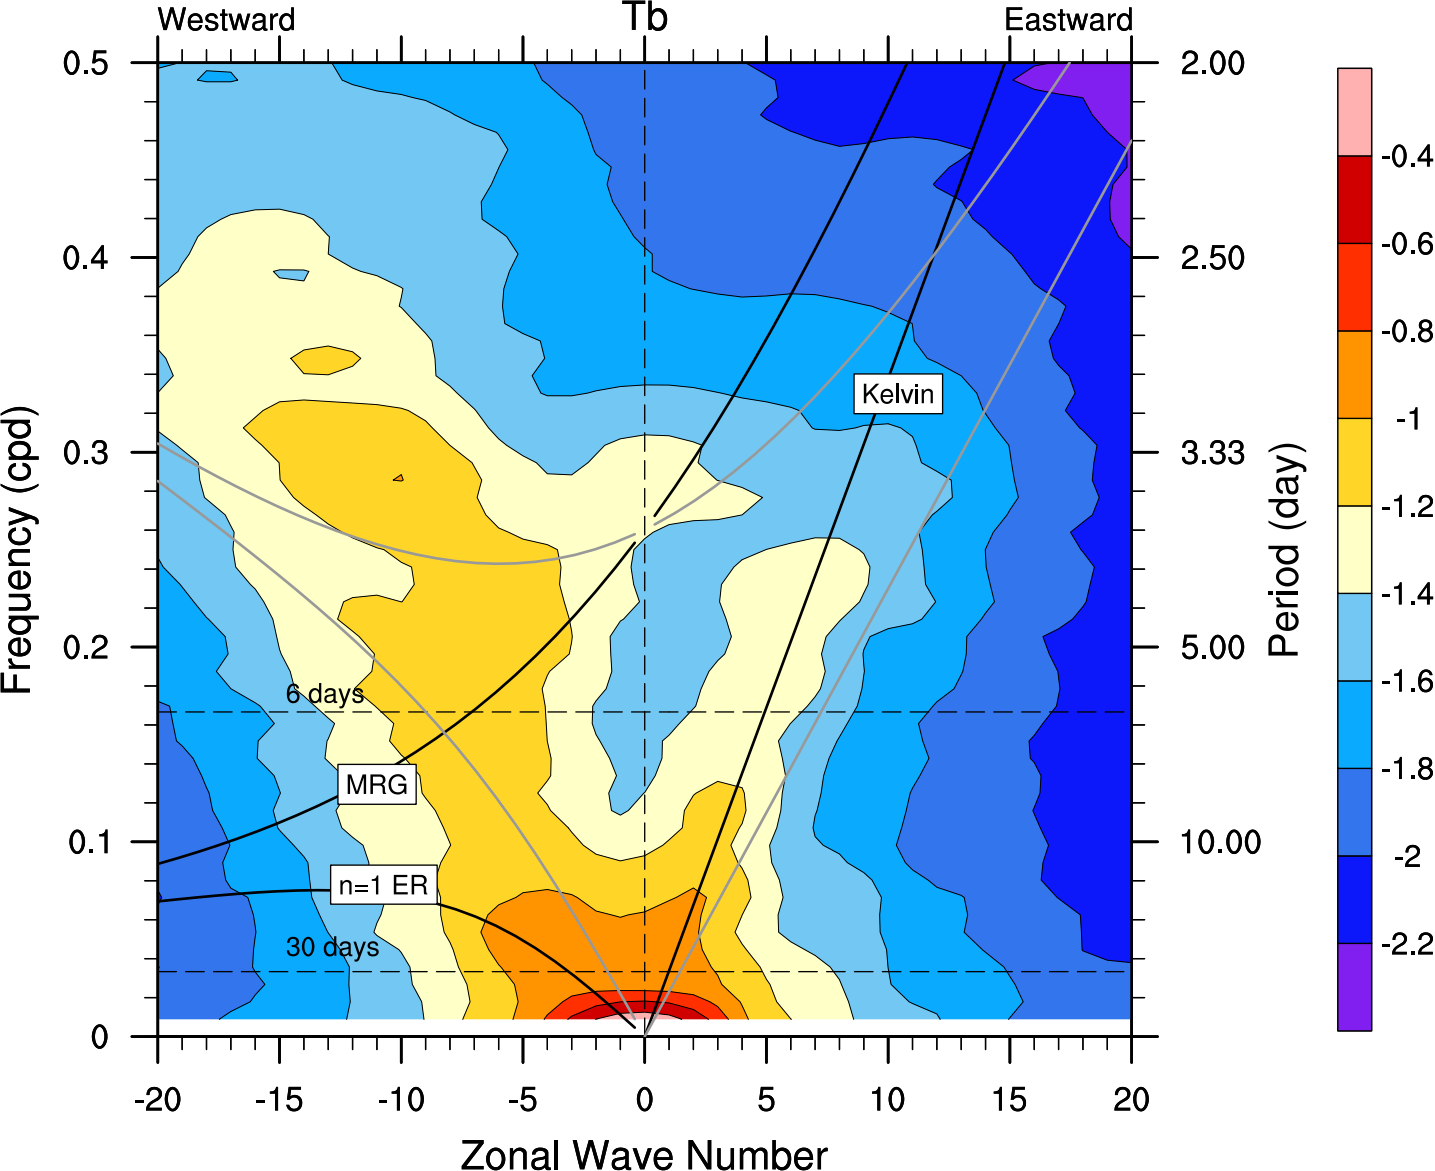 Westward Tb Eastward
0.5 2.00
-0.4
-0.6
0.4 2.50
-0.8
Kelvin
-1
0.3 3.33
-1.2
Frequency (cpd)
Period (day)
-1.4
0.2 5.00
-1.6
6 days
-1.8
MRG
0.1 10.00
-2
n=1 ER
30 days
-2.2
0
-20 -15 -10 -5 0 5 10 15 20
Zonal Wave Number